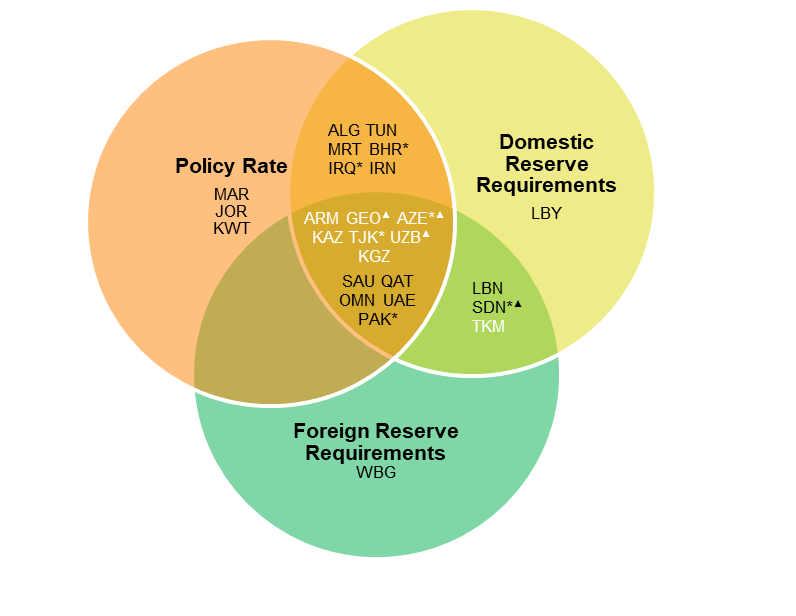 Policy Rate
MAR
JOR
KWT
ALG TUN
MRT BHR*
IRQ* IRN
Domestic
Reserve
Requirements
LBY
ARM GEO▲ AZE*▲
KAZ TJK* UZB▲
KGZ
SAU QAT
OMN UAE
PAK*
LBN
SDN*▲
TKM
Foreign Reserve
Requirements
WBG